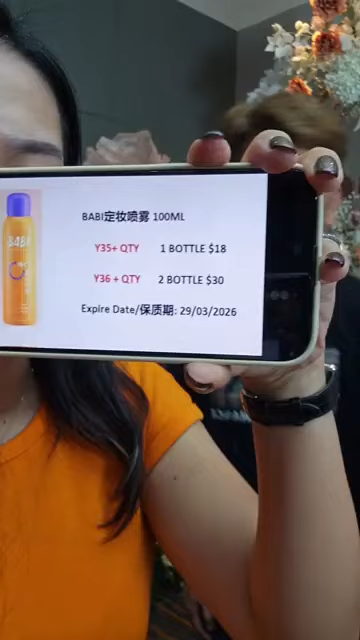 BABI
BABI定妆喷雾 100ML
Y35+ QTY 1 BOTTLE $18
Y36 + QTY 2 BOTTLE $30
Expire Date/保质期: 29/03/2026